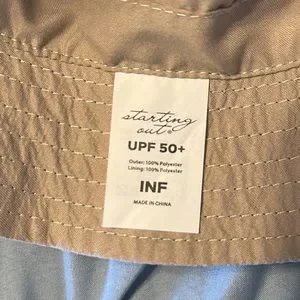 starting
out®
UPF 50+
Outer: 100% Polyester
Lining: 100% Polyester
INF
MADE IN CHINA